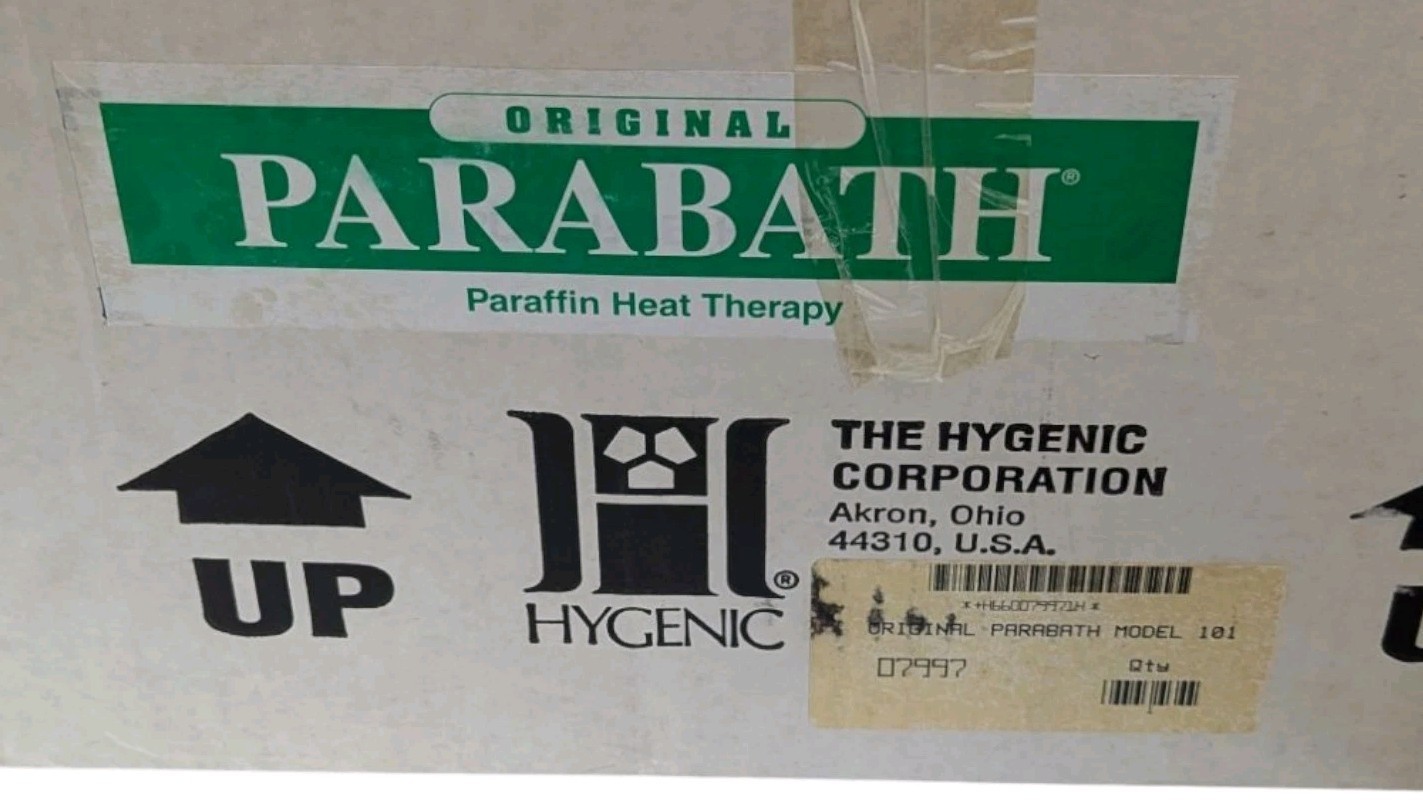 ORIGINAL
PARABATH®
Paraffin Heat Therapy
UP
HYGENIC®
THE HYGENIC
CORPORATION
Akron, Ohio
44310, U.S.A.
ORIGINAL PARABATH MODEL 101
07997 Qty